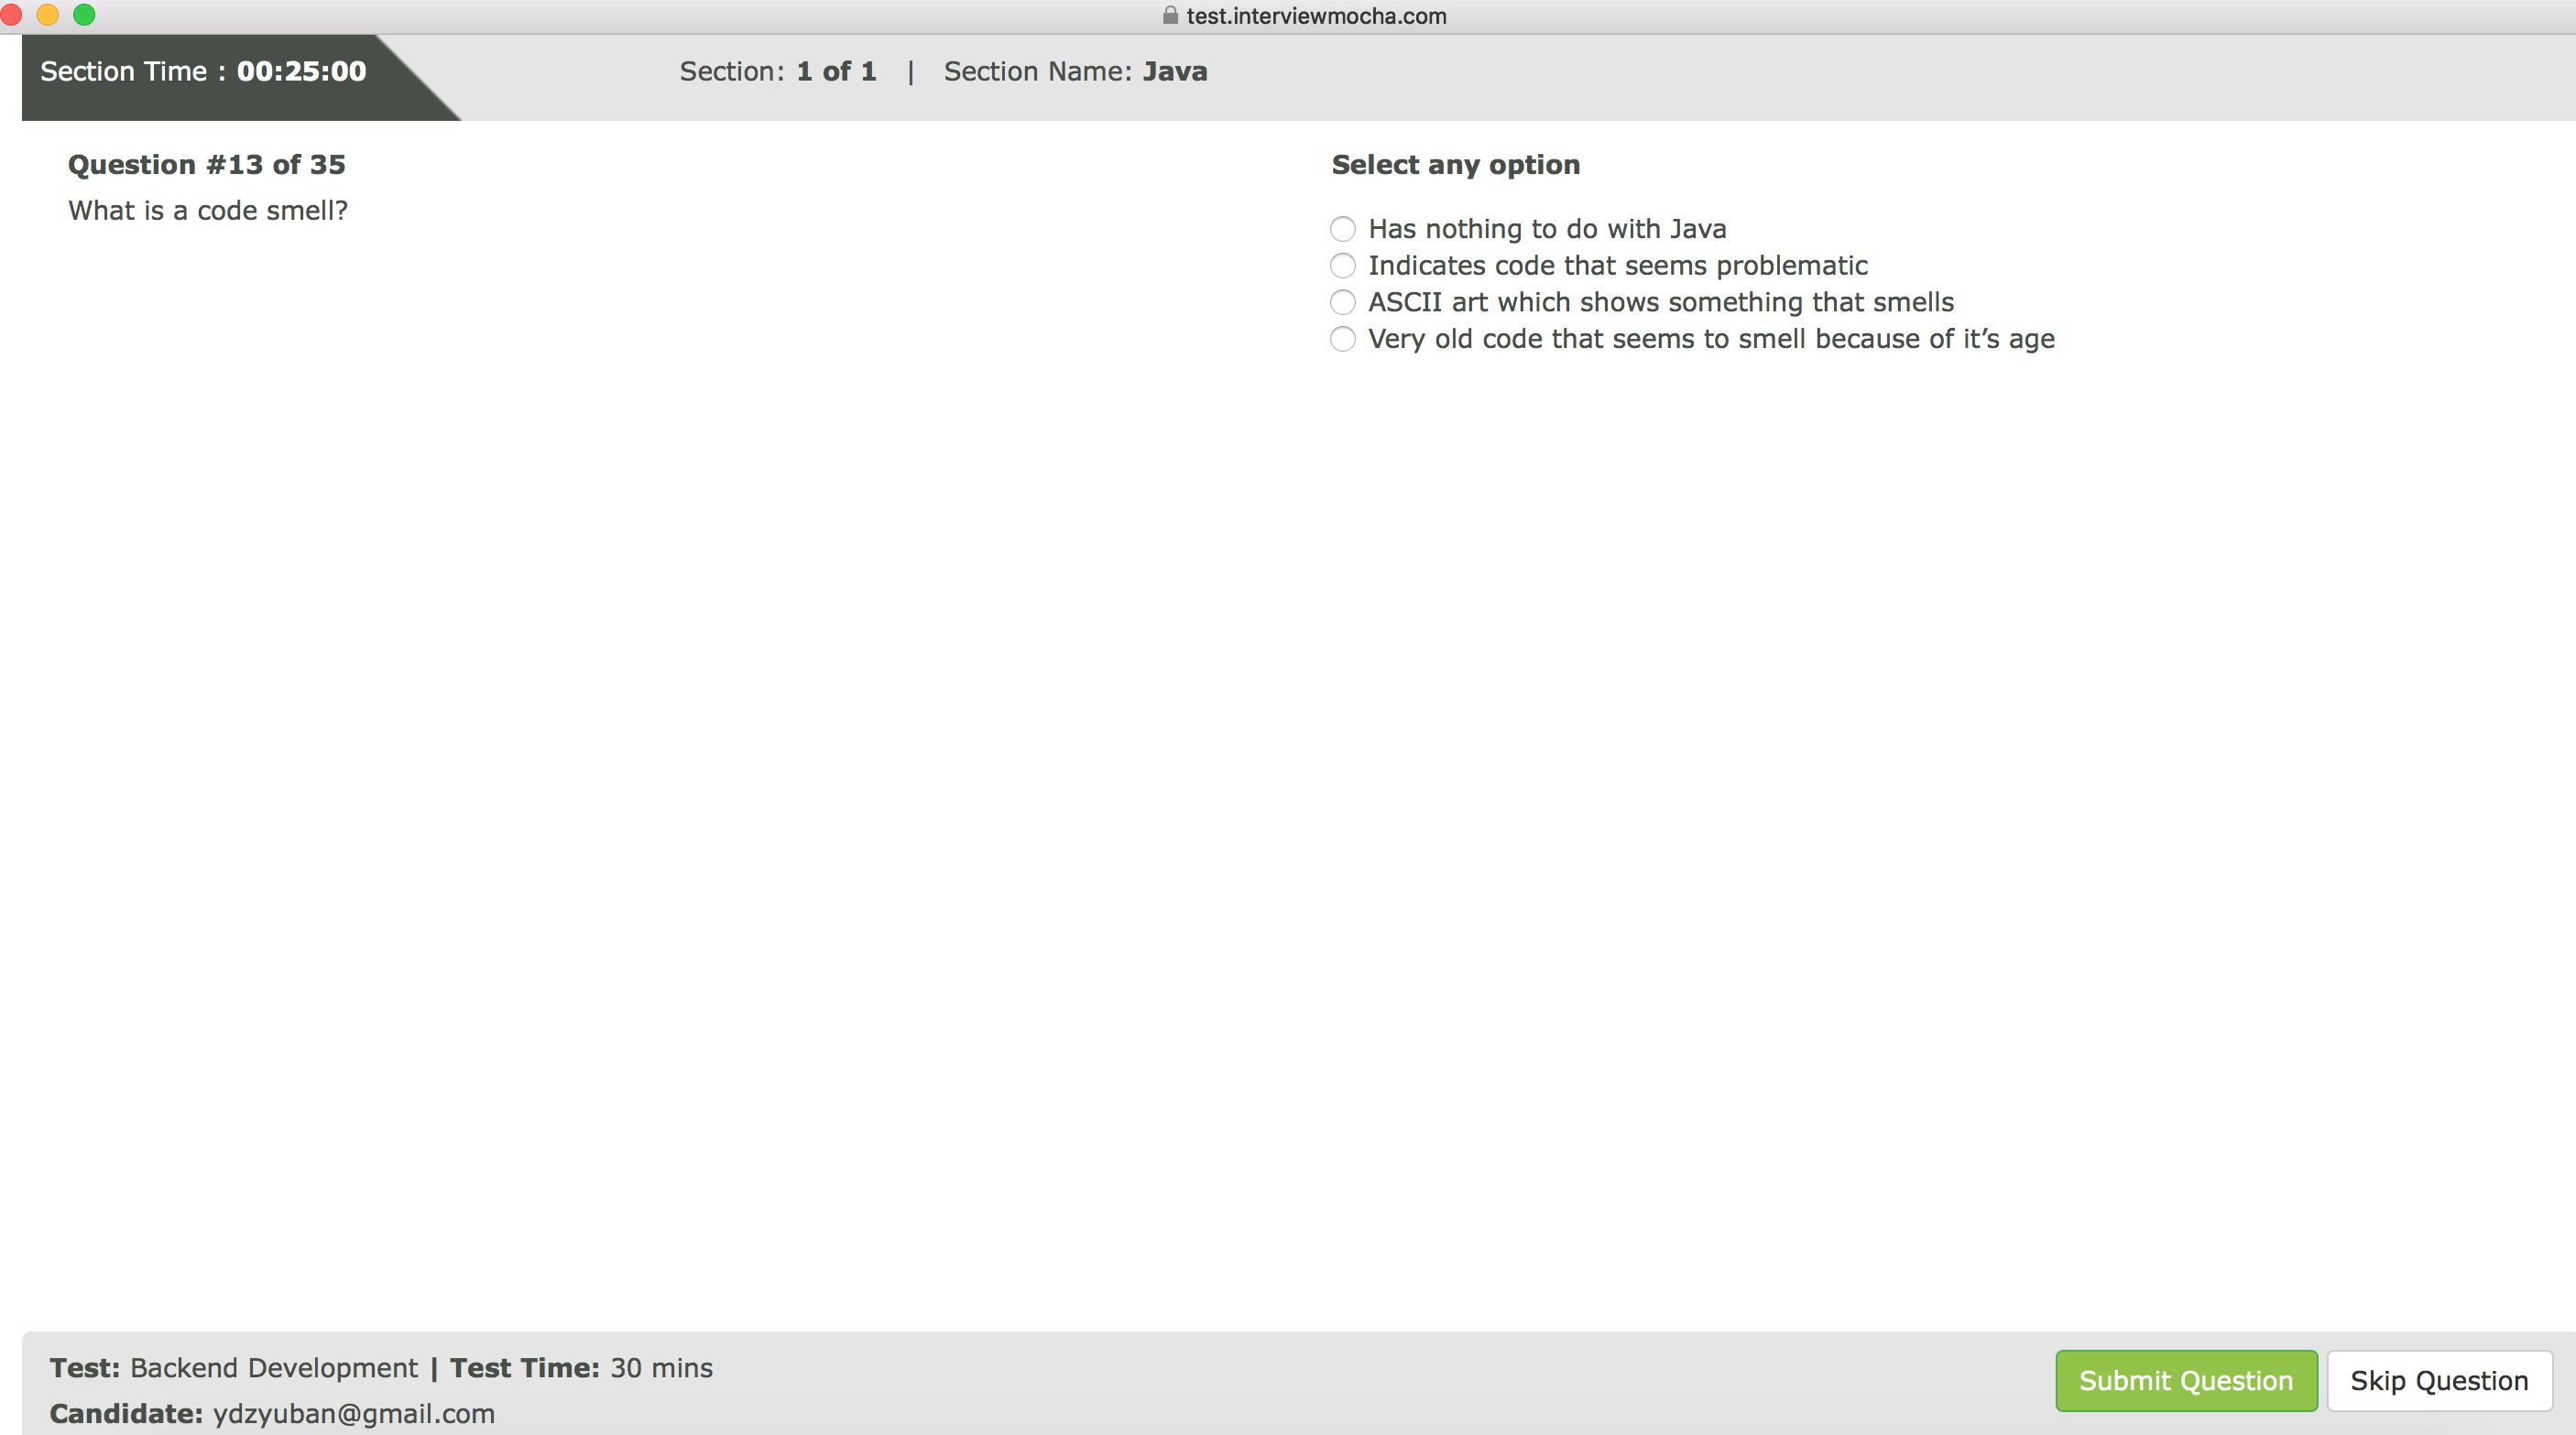 test.interviewmocha.com
Section Time : 00:25:00
Section: 1 of 1 | Section Name: Java
Question #13 of 35
What is a code smell?
Select any option
Has nothing to do with Java
Indicates code that seems problematic
ASCII art which shows something that smells
Very old code that seems to smell because of it’s age
Test: Backend Development | Test Time: 30 mins
Candidate: ydzyuban@gmail.com
Submit Question
Skip Question